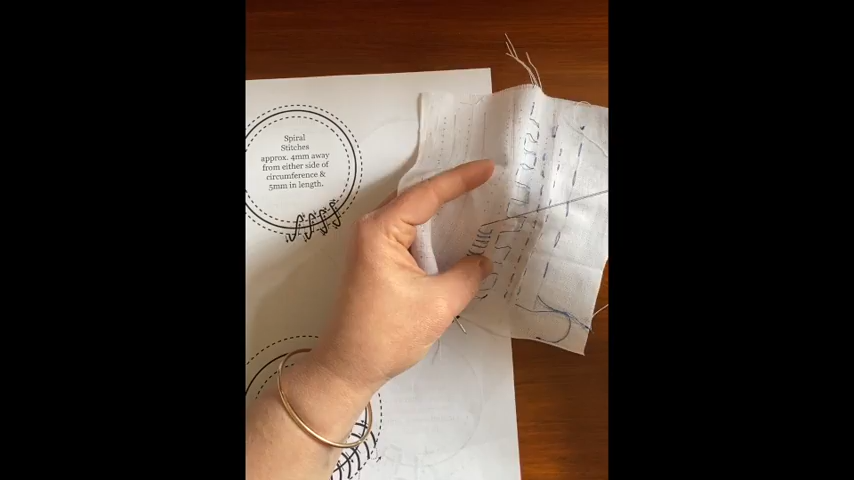 Spiral
Stitches
approx. 4mm away
from either side of
circumference &
5mm in length.